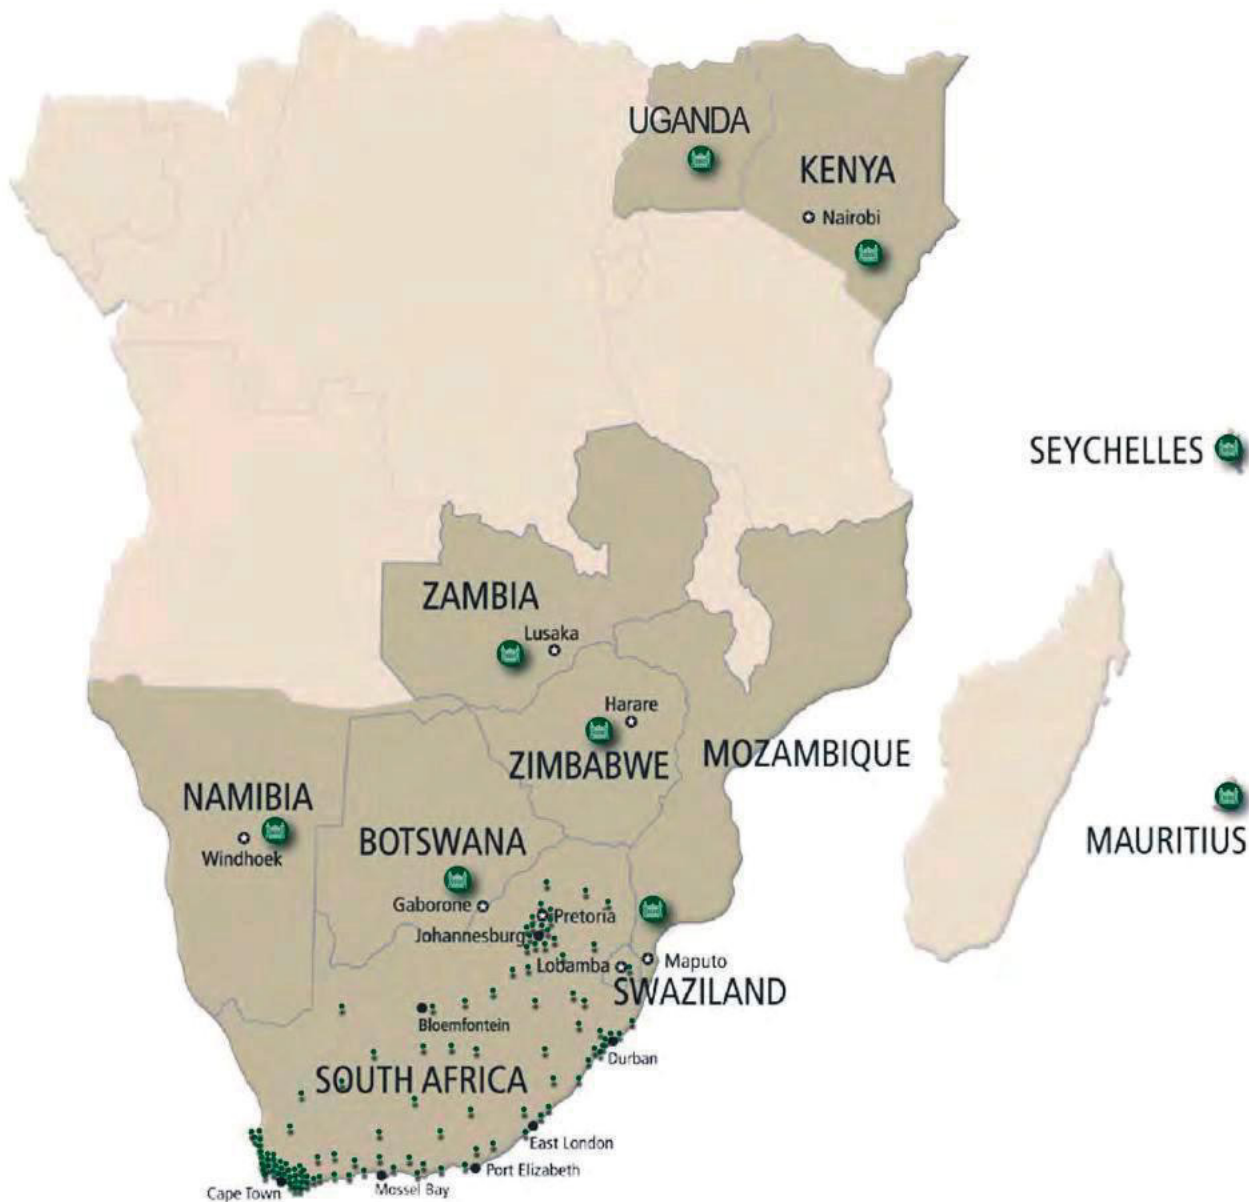 UGANDA
KENYA
Nairobi
SEYCHELLES
ZAMBIA
Lusaka
Harare
ZIMBABWE
MOZAMBIQUE
NAMIBIA
Windhoek
BOTSWANA
MAURITIUS
Gaborone
Pretoria
Johannesburg
Lobamba
Maputo
SWAZILAND
Bloemfontein
Durban
SOUTH AFRICA
East London
Port Elizabeth
Cape Town
Mossel Bay